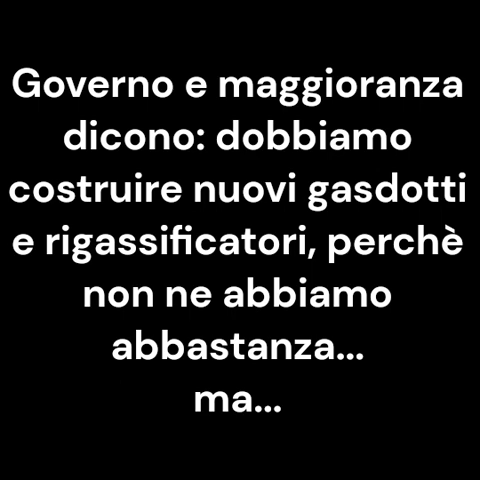 Governo e maggioranza
dicono: dobbiamo
costruire nuovi gasdotti
e rigassificatori, perchè
non ne abbiamo
abbastanza...
ma...